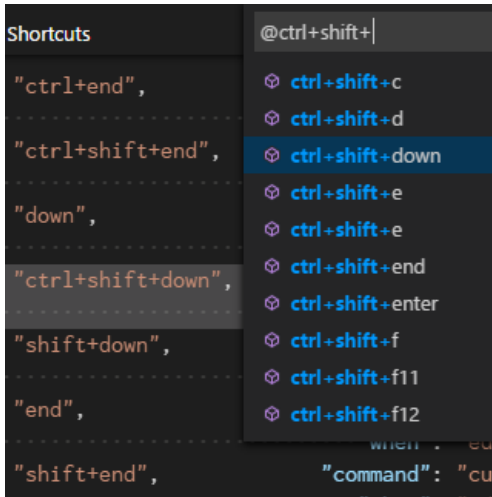 Shortcuts
@ctrl+shift+
"ctrl+end",
"ctrl+shift+end",
"down",
"ctrl+shift+down",
"shift+down",
"end",
"shift+end",
ctrl+shift+c
ctrl+shift+d
ctrl+shift+down
ctrl+shift+e
ctrl+shift+e
ctrl+shift+end
ctrl+shift+enter
ctrl+shift+f
ctrl+shift+f11
ctrl+shift+f12
"when": "ed
"command": "cu